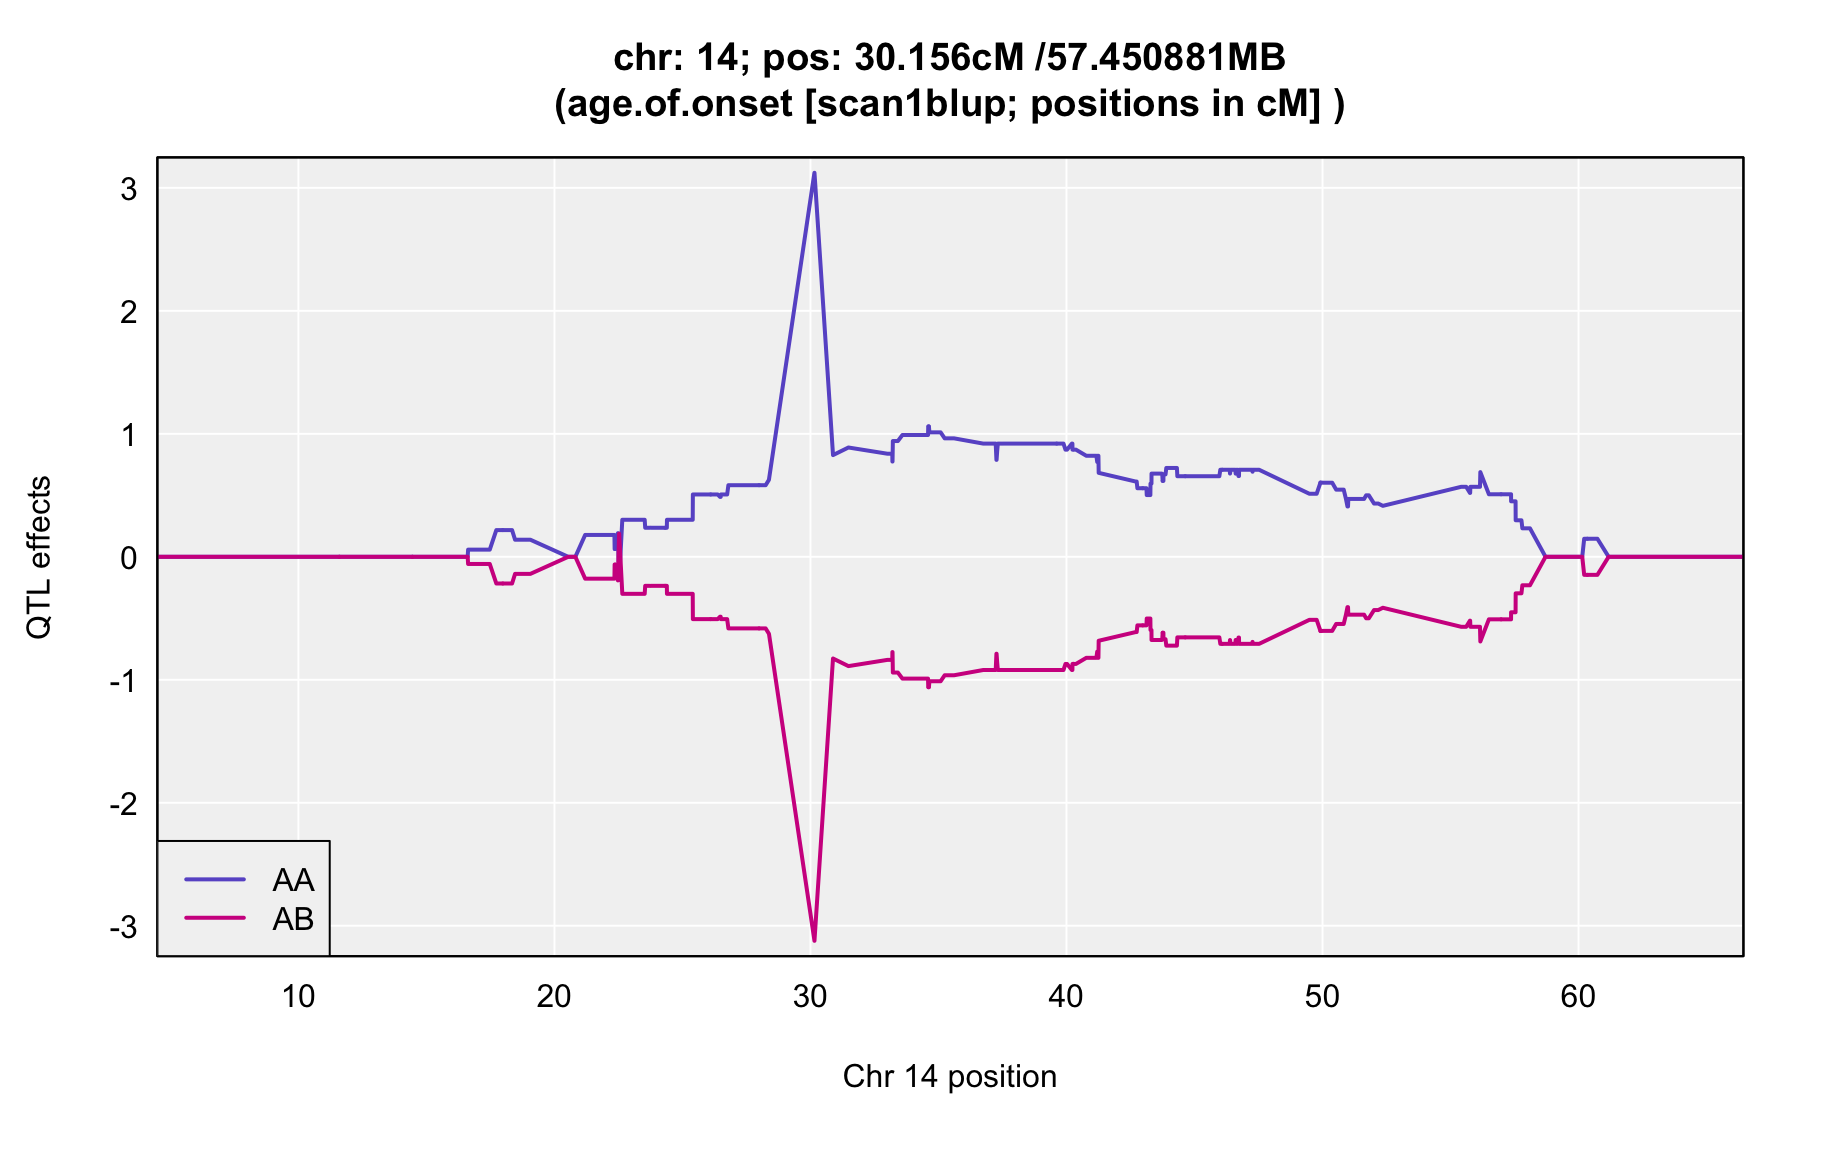 chr: 14; pos: 30.156cM /57.450881MB
(age.of.onset [scan1blup; positions in cM] )
QTL effects
3
2
1
0
-1
-2
-3
AA
AB
10 20 30 40 50 60
Chr 14 position